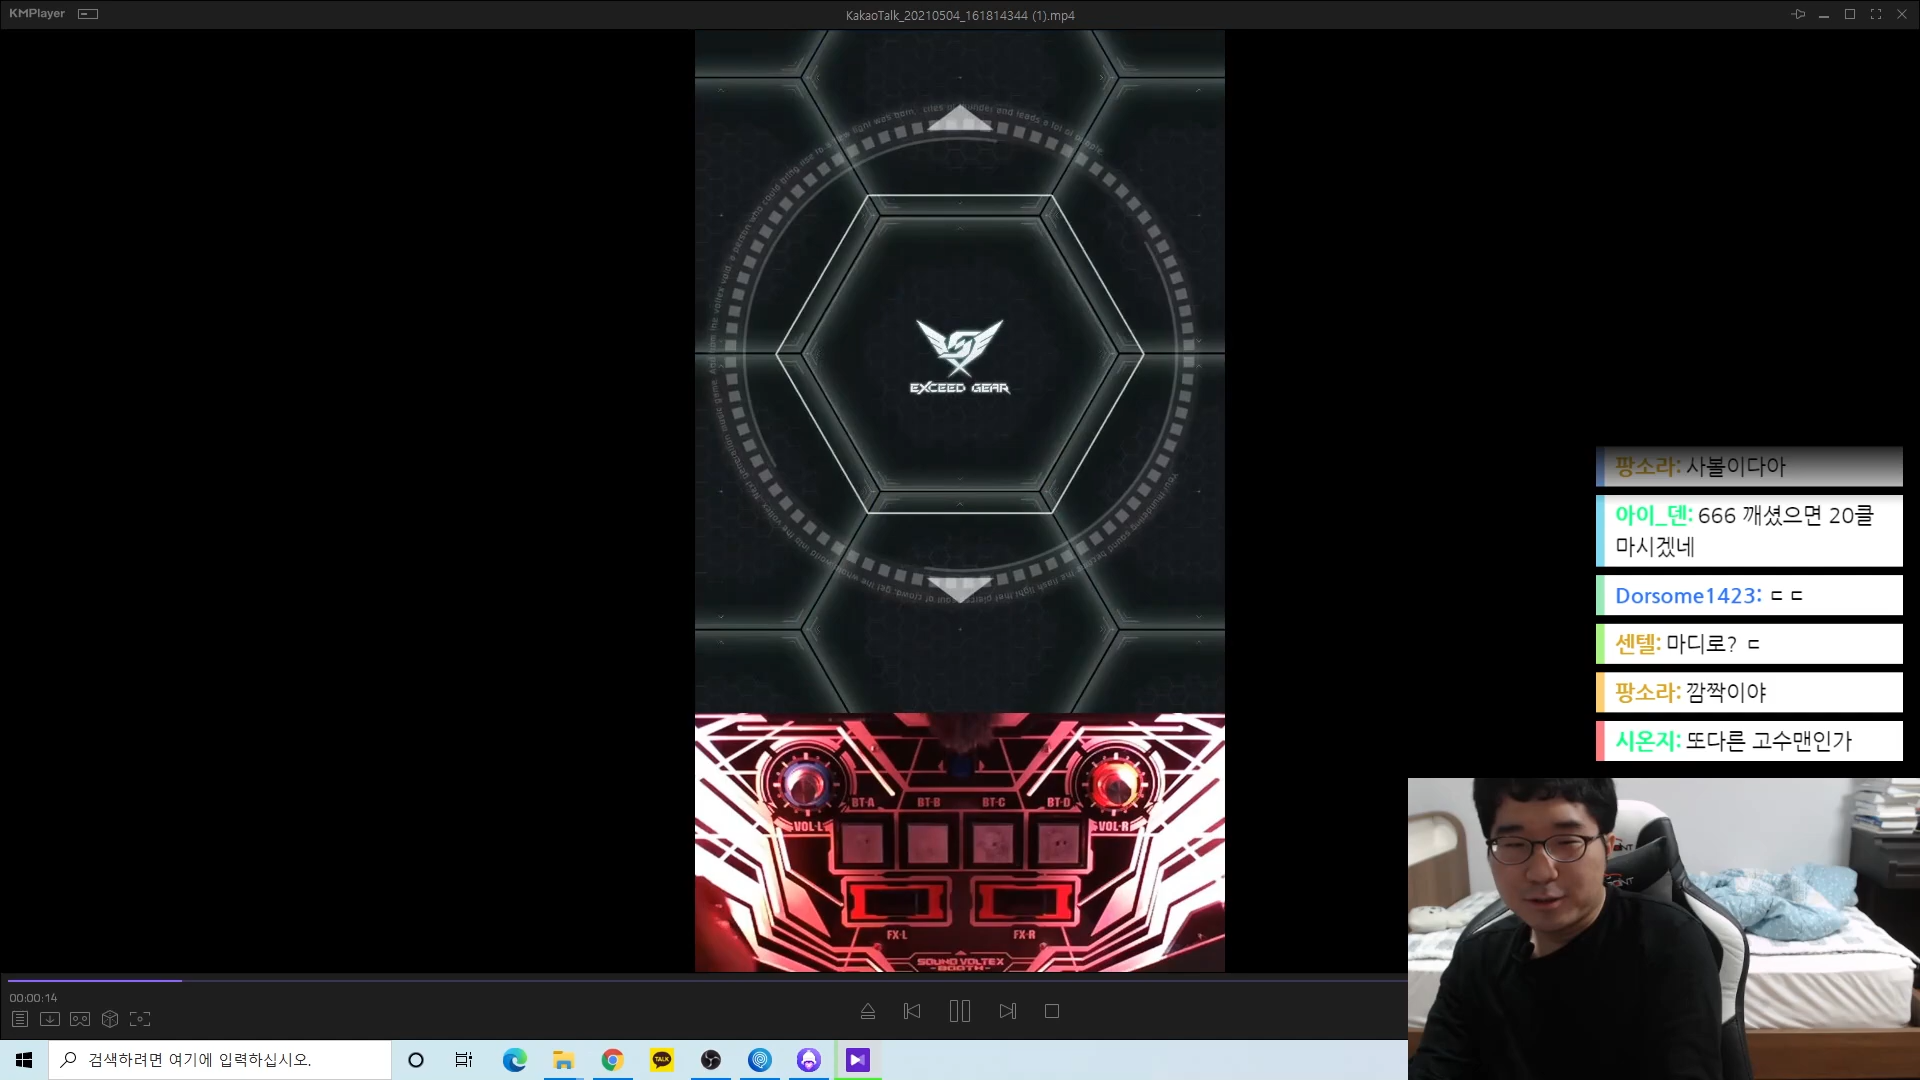 KMPlayer
KakaoTalk_20210504_161814344 (1).mp4
EXCEED GEAR
팡소라: 사볼이다아
아이_덴: 666 깨셨으면 20클
마시겠네
Dorsome1423: ㄷㄷ
센텔: 마디로? ㄷ
팡소라: 깜짝이야
시온지: 또다른 고수맨인가
BT-A BT-B BT-C BT-D
VOL-L VOL-R
FX-L FX-R
SOUND VOLTEX
-BOOTH-
00:00:14
TALK
검색하려면 여기에 입력하십시오.